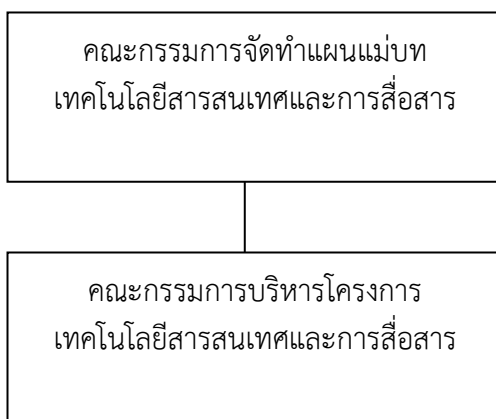 คณะกรรมการจัดทำแผนแม่บท
เทคโนโลยีสารสนเทศและการสื่อสาร
คณะกรรมการบริหารโครงการ
เทคโนโลยีสารสนเทศและการสื่อสาร